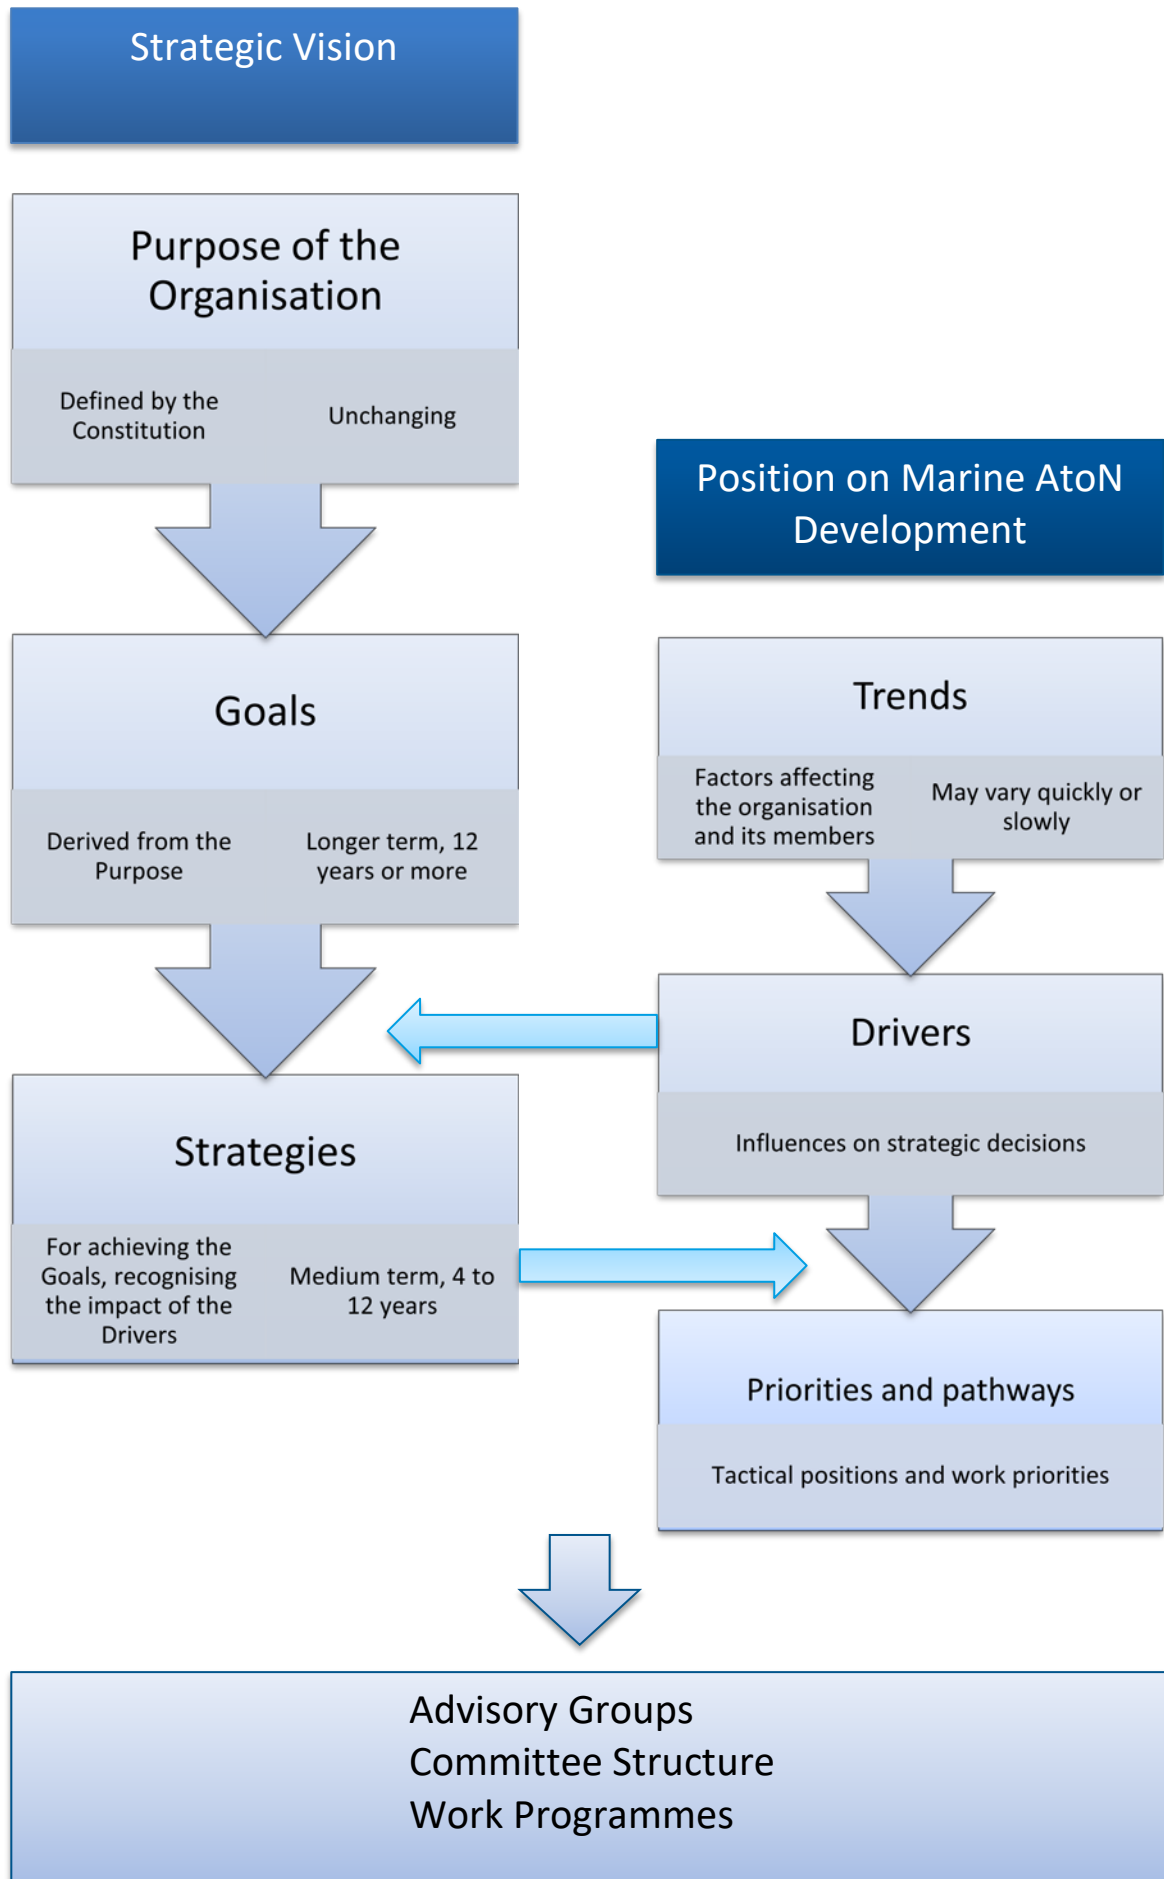 Strategic Vision
Purpose of the
Organisation
Defined by the
Constitution
Unchanging
Goals
Derived from the
Purpose
Longer term, 12
years or more
Strategies
For achieving the
Goals, recognising
the impact of the
Drivers
Medium term, 4 to
12 years
Position on Marine AtoN
Development
Trends
Factors affecting
the organisation
and its members
May vary quickly or
slowly
Drivers
Influences on strategic decisions
Priorities and pathways
Tactical positions and work priorities
Advisory Groups
Committee Structure
Work Programmes